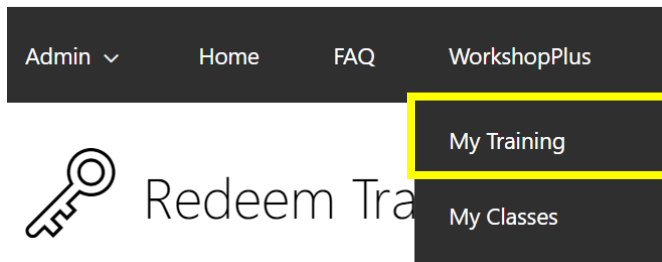 Admin Home FAQ WorkshopPlus
My Training
Redeem Tra
My Classes